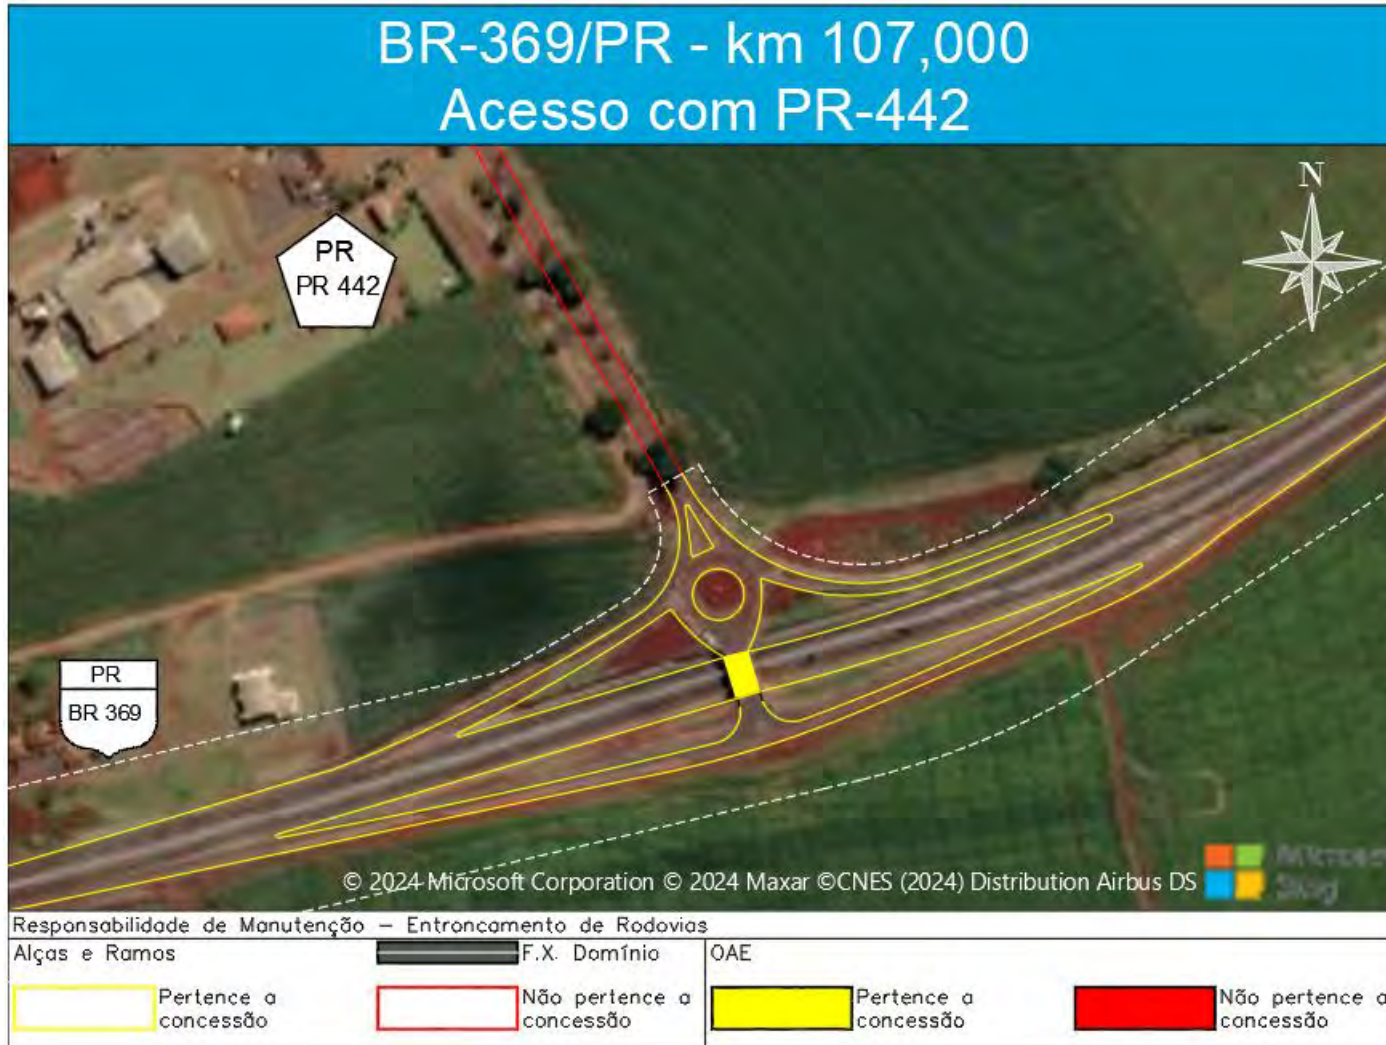 BR-369/PR - km 107,000
Acesso com PR-442
N
PR
PR 442
PR
BR 369
© 2024 Microsoft Corporation © 2024 Maxar ©CNES (2024) Distribution Airbus DS
Responsabilidade de Manutenção – Entroncamento de Rodovias
Alças e Ramos
F.X. Domínio
OAE
Pertence a
concessão
Não pertence a
concessão
Pertence a
concessão
Não pertence a
concessão